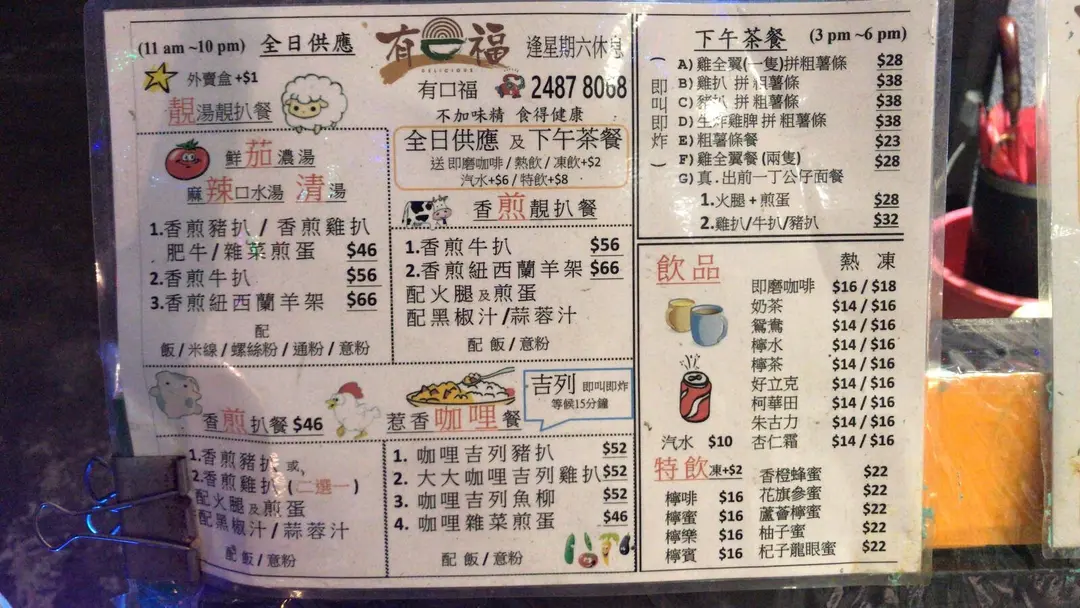 (11 am ~10 pm) 全日供應
外賣盒 +$1
靚湯靚扒餐
有口福
DELICIOUS
逢星期六休息
有口福 2487 8068
不加味精 食得健康
全日供應 及 下午茶餐
送 即磨咖啡 / 熱飲 / 凍飲+$2
汽水+$6 / 特飲+$8
鮮茄濃湯
麻辣口水湯 清湯
1.香煎豬扒 / 香煎雞扒
肥牛 / 雜菜煎蛋 $46
2.香煎牛扒 $56
3.香煎紐西蘭羊架 $66
配
飯 / 米線 / 螺絲粉 / 通粉 / 意粉
香煎靚扒餐
1.香煎牛扒 $56
2.香煎紐西蘭羊架 $66
配火腿及煎蛋
配黑椒汁/蒜蓉汁
配 飯 / 意粉
香煎扒餐 $46
1.香煎豬扒 或,
2.香煎雞扒 (二選一)
配火腿及煎蛋
配黑椒汁 / 蒜蓉汁
配 飯 / 意粉
惹香咖哩餐
吉列 即叫即炸
等候15分鐘
1. 咖哩吉列豬扒 $52
2. 大大咖哩吉列雞扒 $52
3. 咖哩吉列魚柳 $52
4. 咖哩雜菜煎蛋 $46
配 飯 / 意粉
下午茶餐 (3 pm ~6 pm)
(即叫即炸)
A) 雞全翼(一隻)拼粗薯條 $28
B) 雞扒 拼 粗薯條 $38
C) 豬扒 拼 粗薯條 $38
D) 生炸雞脾 拼 粗薯條 $38
E) 粗薯條餐 $23
F) 雞全翼餐 (兩隻) $28
G) 真.出前一丁公仔面餐
1.火腿+煎蛋 $28
2.雞扒/牛扒/豬扒 $32
飲品 熱 凍
即磨咖啡 $16 / $18
奶茶 $14 / $16
鴛鴦 $14 / $16
檸水 $14 / $16
檸茶 $14 / $16
好立克 $14 / $16
柯華田 $14 / $16
朱古力 $14 / $16
杏仁霜 $14 / $16
汽水 $10
特飲 凍+$2
檸啡 $16
檸蜜 $16
檸樂 $16
檸賓 $16
香橙蜂蜜 $22
花旗參蜜 $22
蘆薈檸蜜 $22
柚子蜜 $22
杞子龍眼蜜 $22